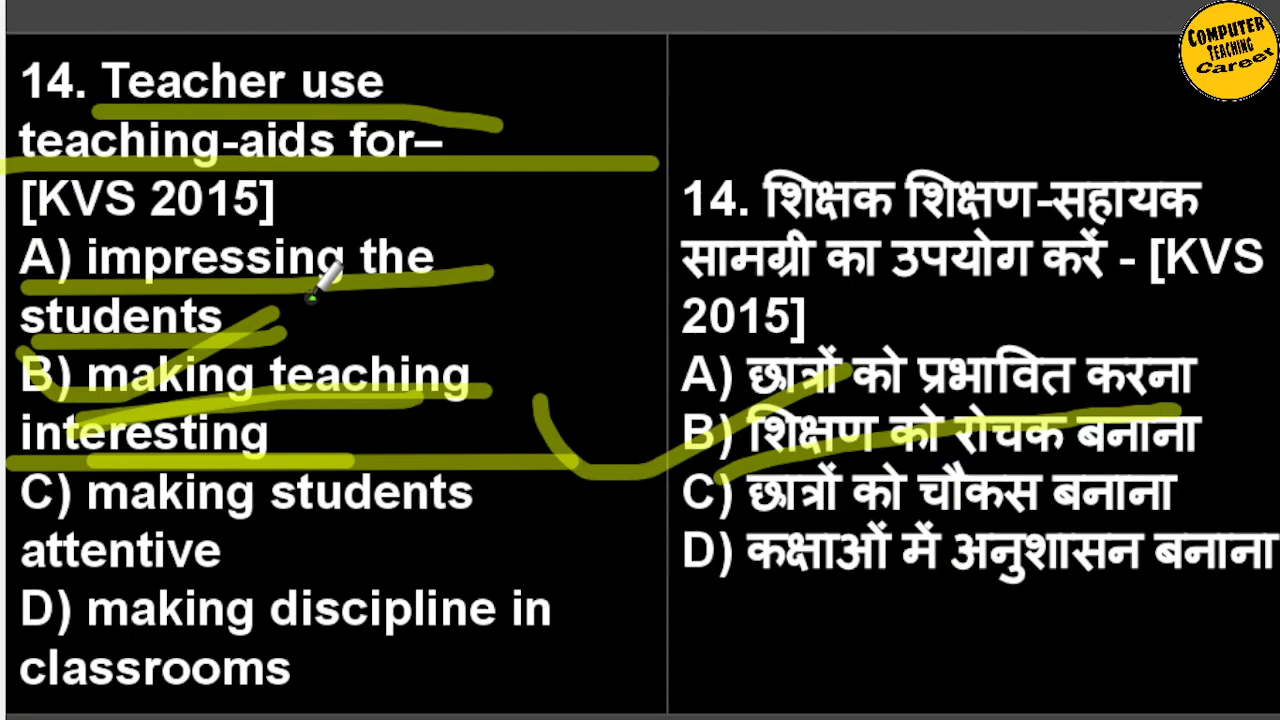 14. Teacher use
teaching-aids for–
[KVS 2015]
A) impressing the
students
B) making teaching
interesting
C) making students
attentive
D) making discipline in
classrooms
14. शिक्षक शिक्षण-सहायक
सामग्री का उपयोग करें - [KVS
2015]
A) छात्रों को प्रभावित करना
B) शिक्षण को रोचक बनाना
C) छात्रों को चौकस बनाना
D) कक्षाओं में अनुशासन बनाना
COMPUTER
TEACHING
Career